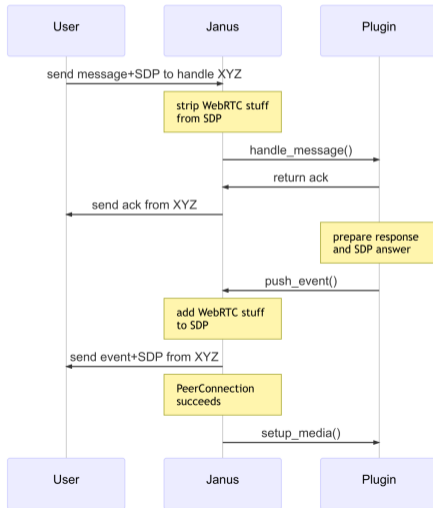 User
Janus
Plugin
send message+SDP to handle XYZ
strip WebRTC stuff
from SDP
handle_message()
return ack
send ack from XYZ
prepare response
and SDP answer
push_event()
add WebRTC stuff
to SDP
send event+SDP from XYZ
PeerConnection
succeeds
setup_media()
User
Janus
Plugin